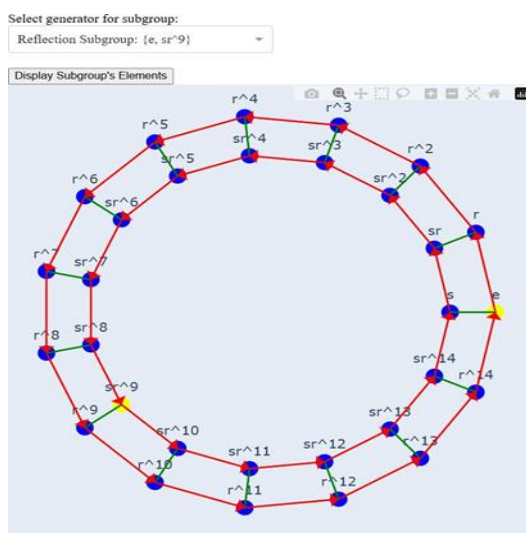 Select generator for subgroup:
Reflection Subgroup: {e, sr^9}
Display Subgroup's Elements
r^4
r^3
r^5
sr^4
sr^3
r^2
sr^5
r^6
sr^2
sr^6
r
sr
r^7
sr^7
s
e
r^8
sr^8
sr^14
r^14
sr^9
r^9
sr^13
sr^10
r^13
sr^12
sr^11
r^10
r^12
r^11